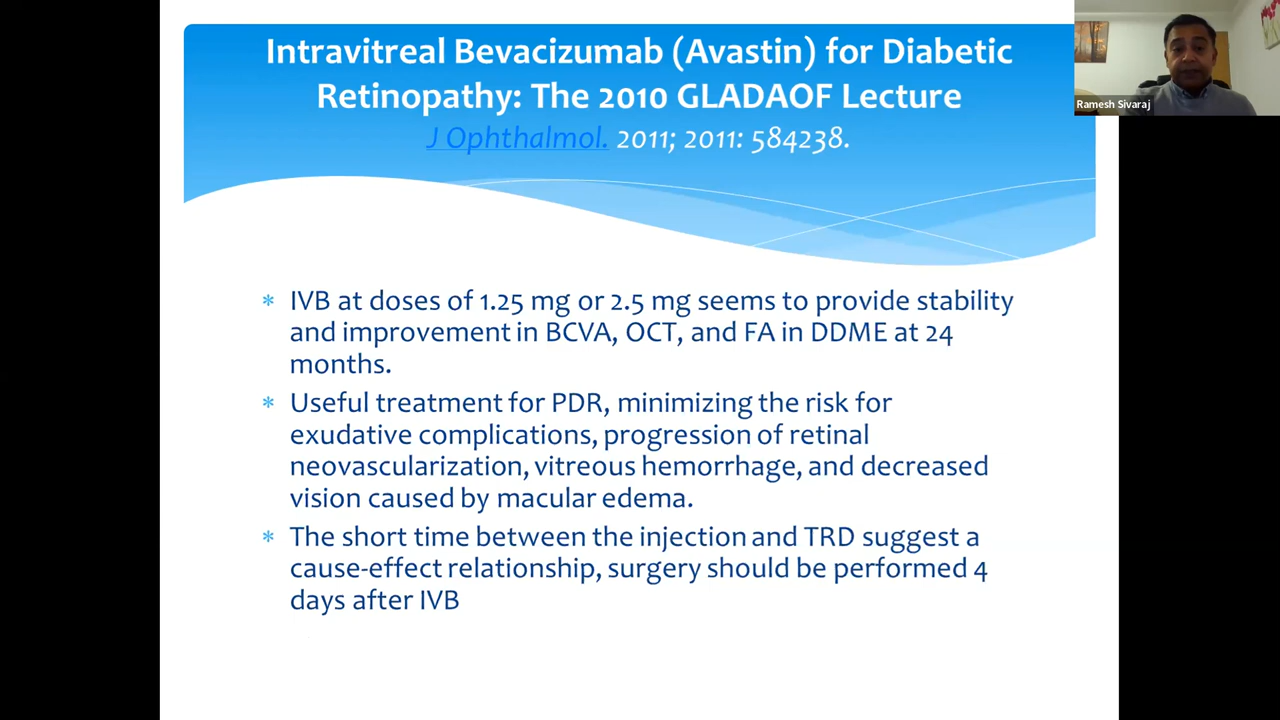 Intravitreal Bevacizumab (Avastin) for Diabetic
Retinopathy: The 2010 GLADAOF Lecture
J Ophthalmol. 2011; 2011: 584238.
Ramesh Sivaraj
* IVB at doses of 1.25 mg or 2.5 mg seems to provide stability
and improvement in BCVA, OCT, and FA in DDME at 24
months.
* Useful treatment for PDR, minimizing the risk for
exudative complications, progression of retinal
neovascularization, vitreous hemorrhage, and decreased
vision caused by macular edema.
* The short time between the injection and TRD suggest a
cause-effect relationship, surgery should be performed 4
days after IVB